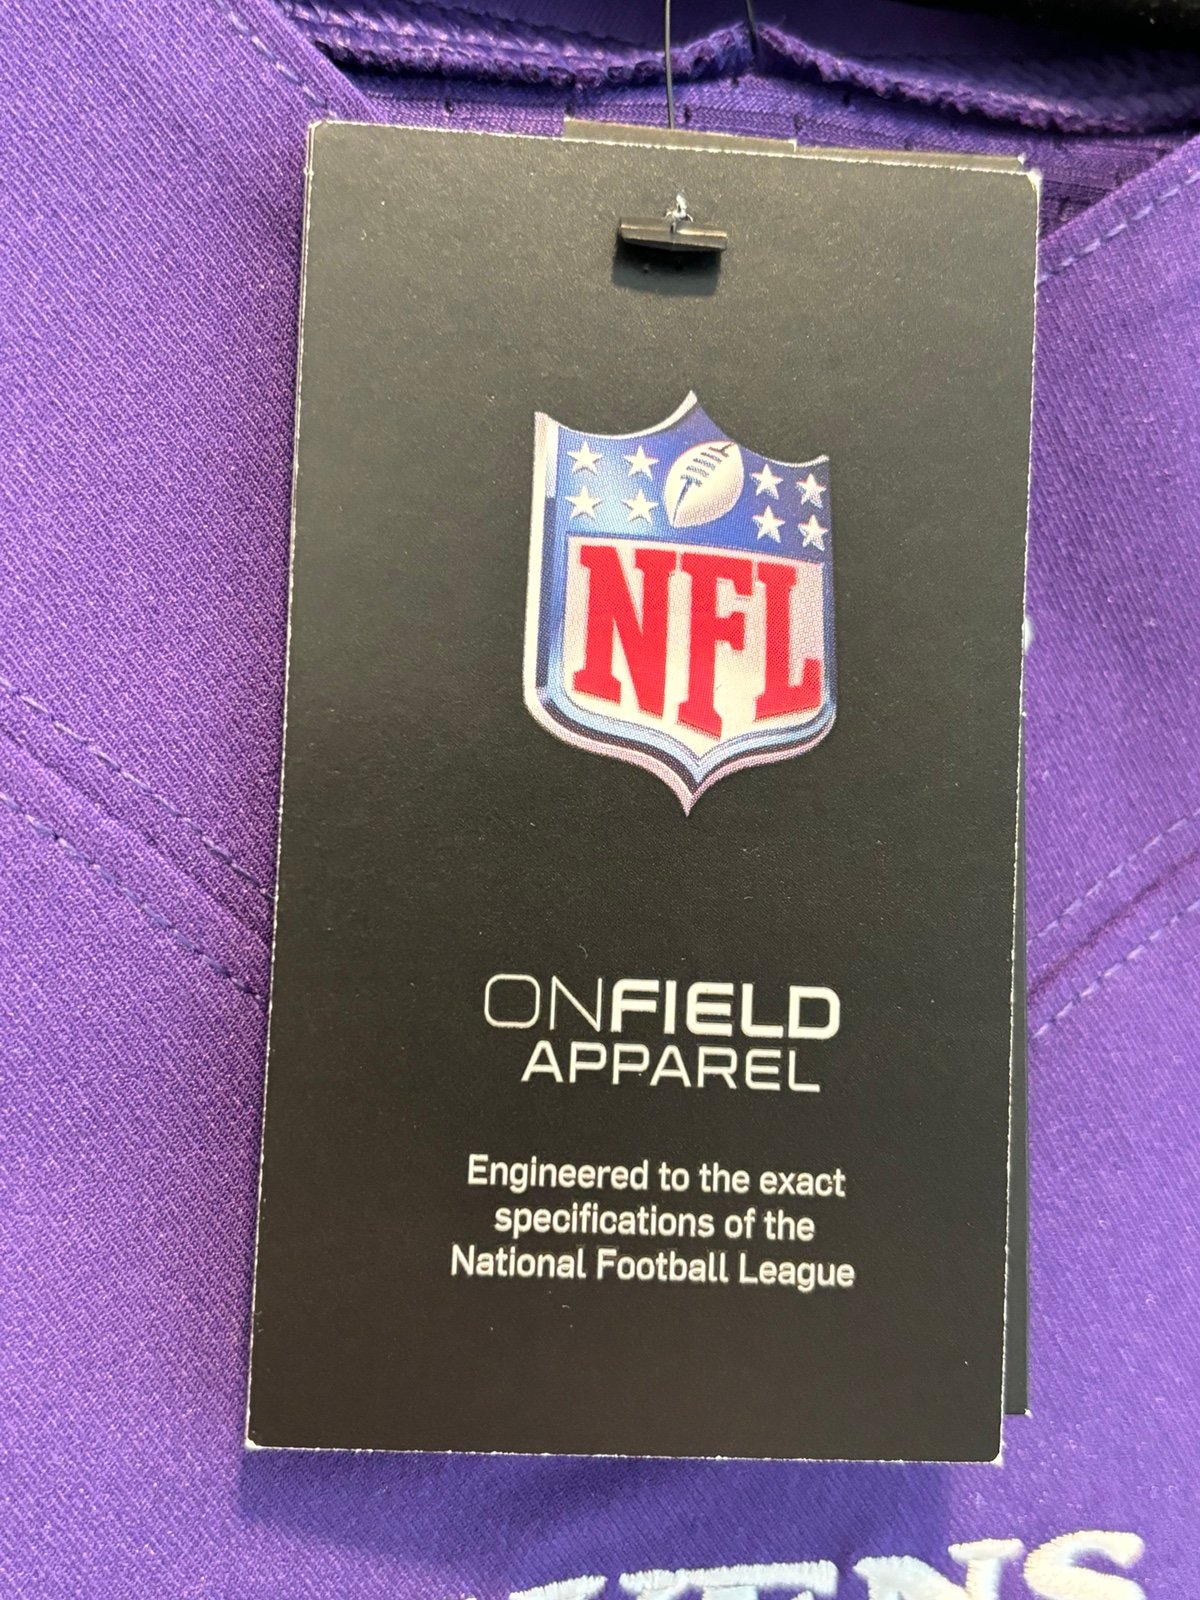 NFL
ONFIELD
APPAREL
Engineered to the exact
specifications of the
National Football League